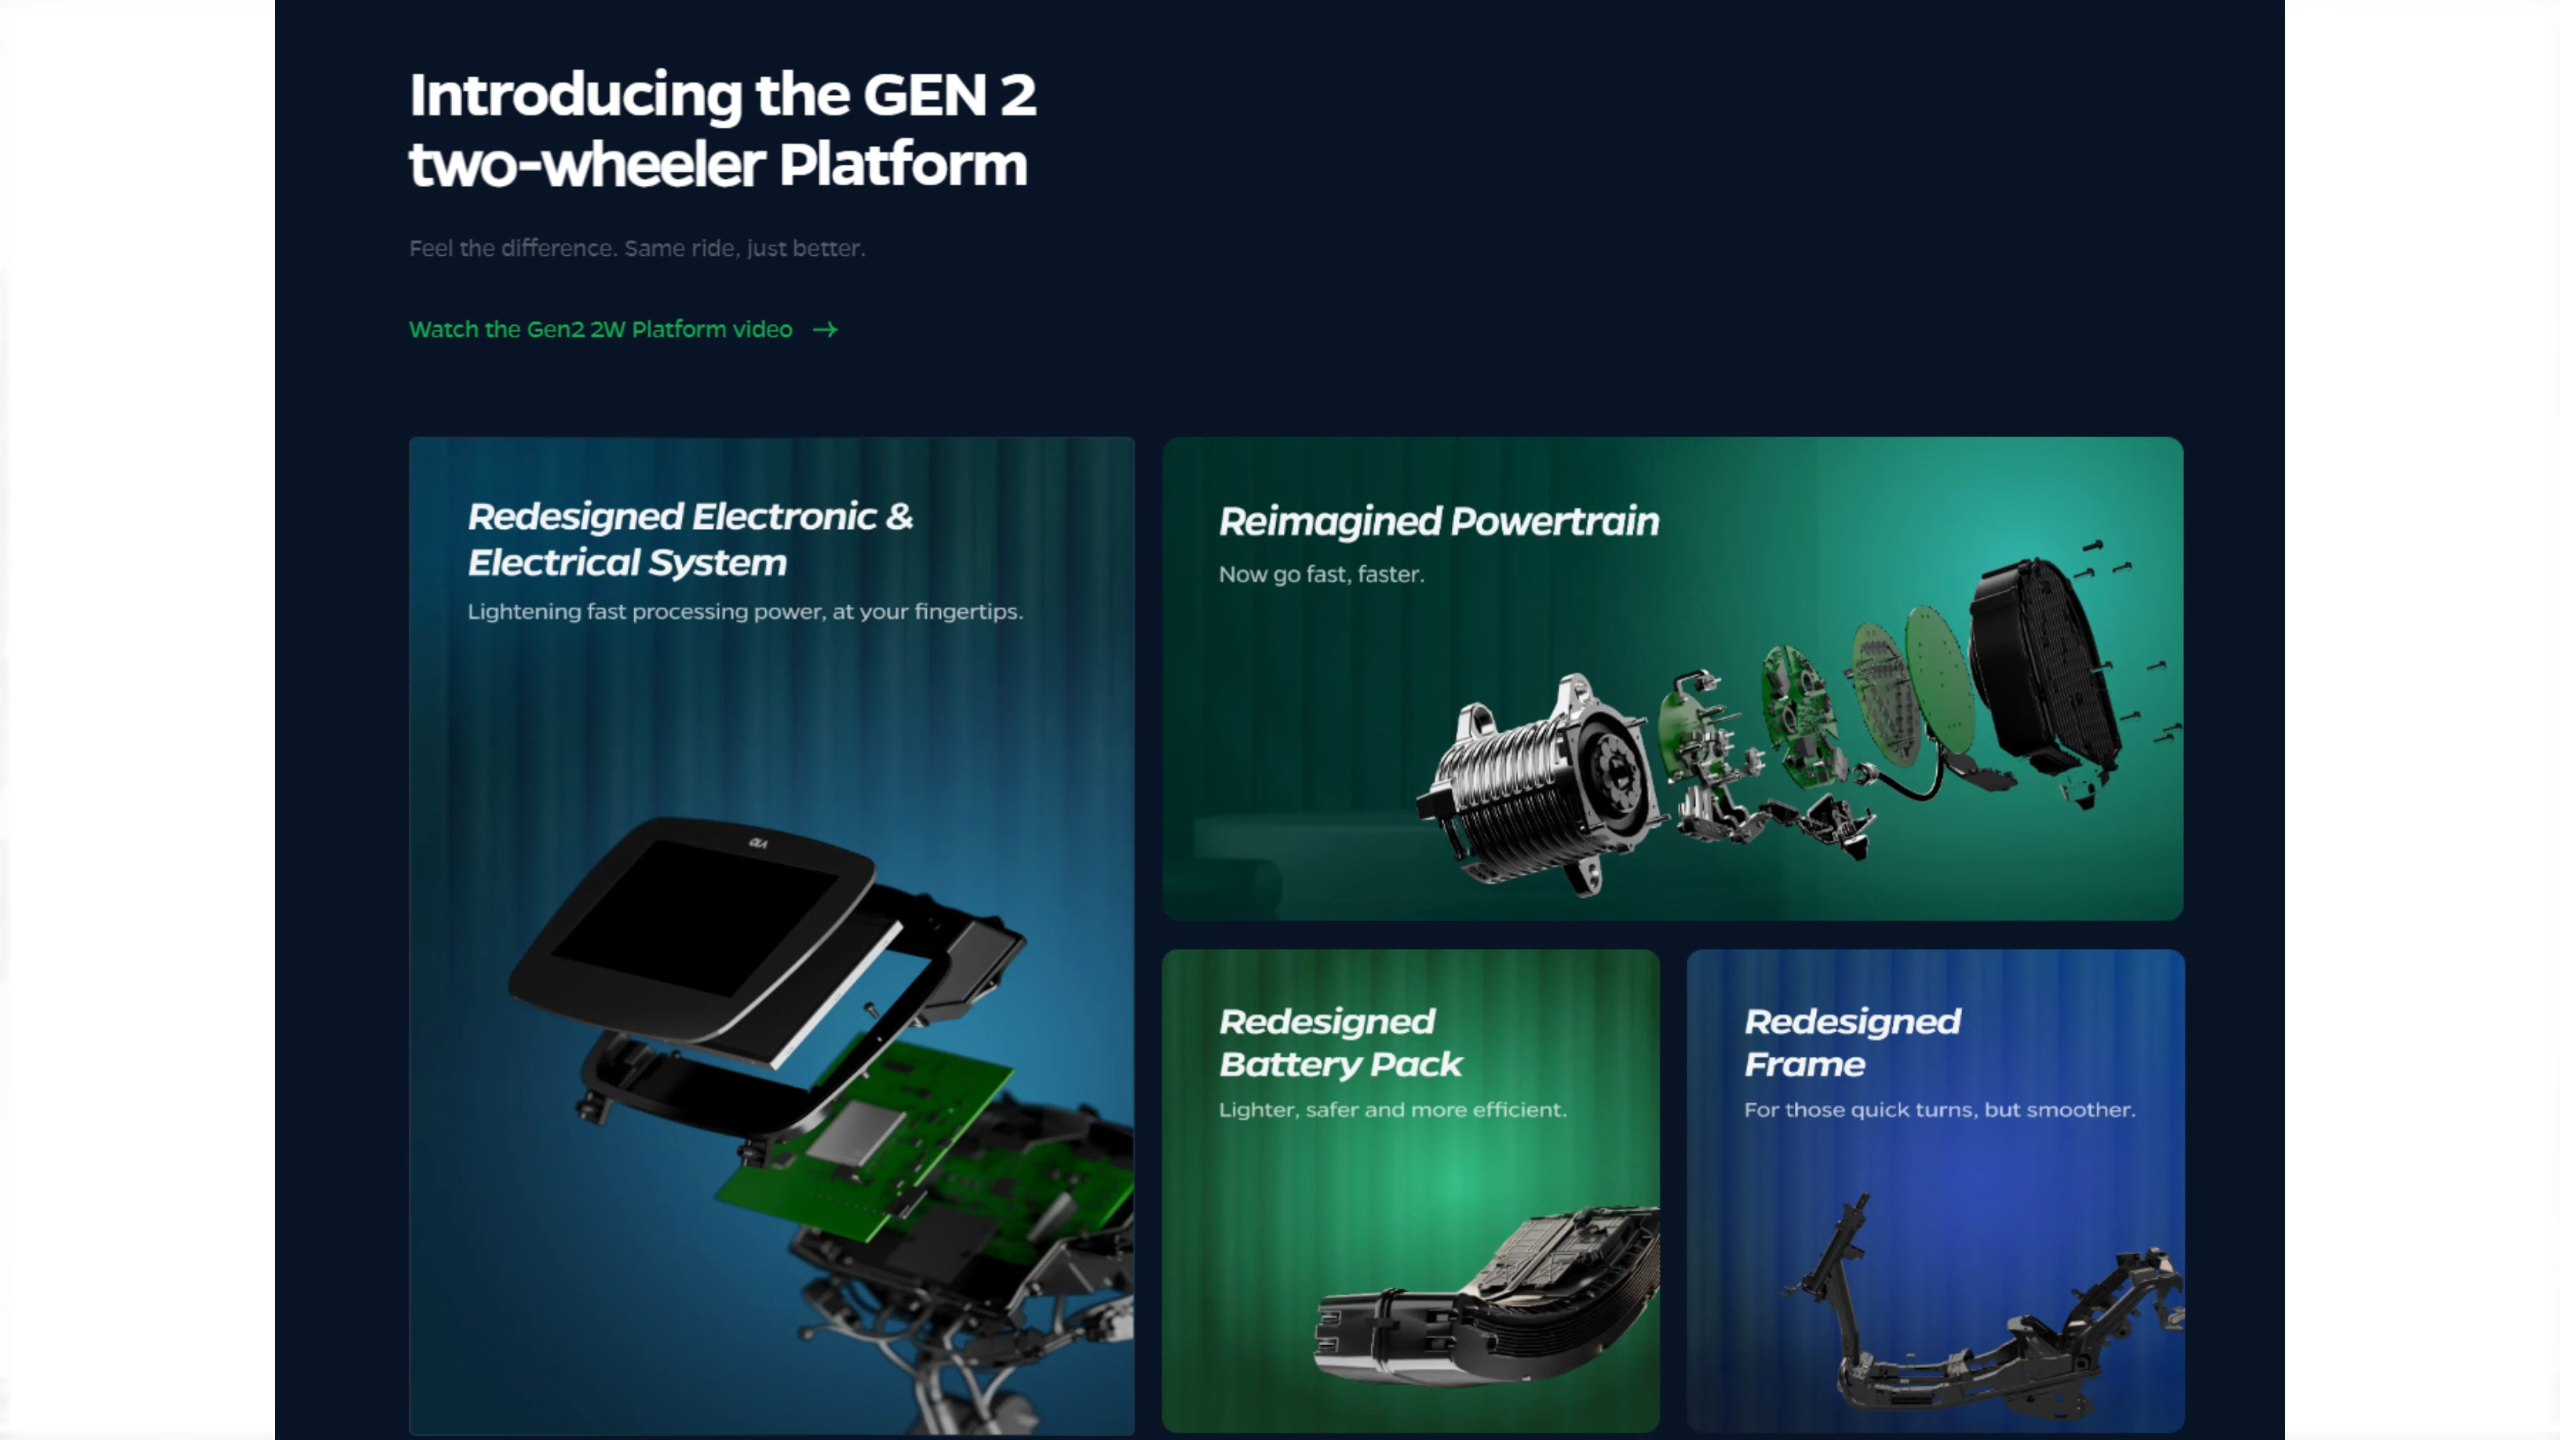 Introducing the GEN 2
two-wheeler Platform
Feel the difference. Same ride, just better.
Watch the Gen2 2W Platform video →
Redesigned Electronic &
Electrical System
Lightening fast processing power, at your fingertips.
OLA
Reimagined Powertrain
Now go fast, faster.
Redesigned
Battery Pack
Lighter, safer and more efficient.
Redesigned
Frame
For those quick turns, but smoother.